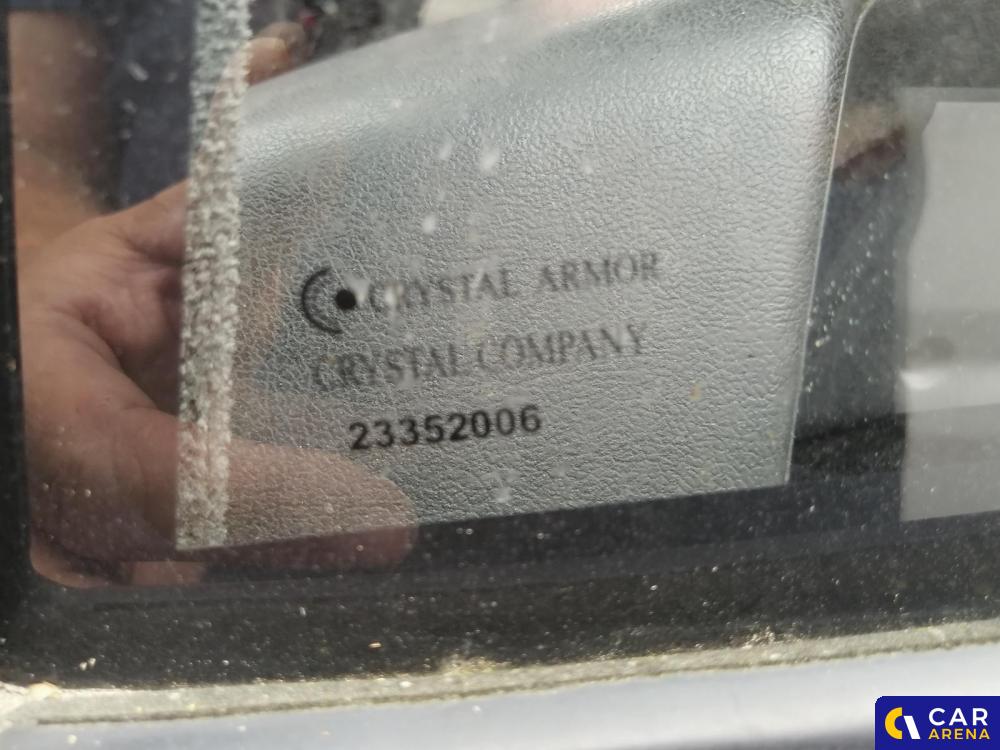 CRYSTAL ARMOR
CRYSTAL COMPANY
23352006
CAR
ARENA